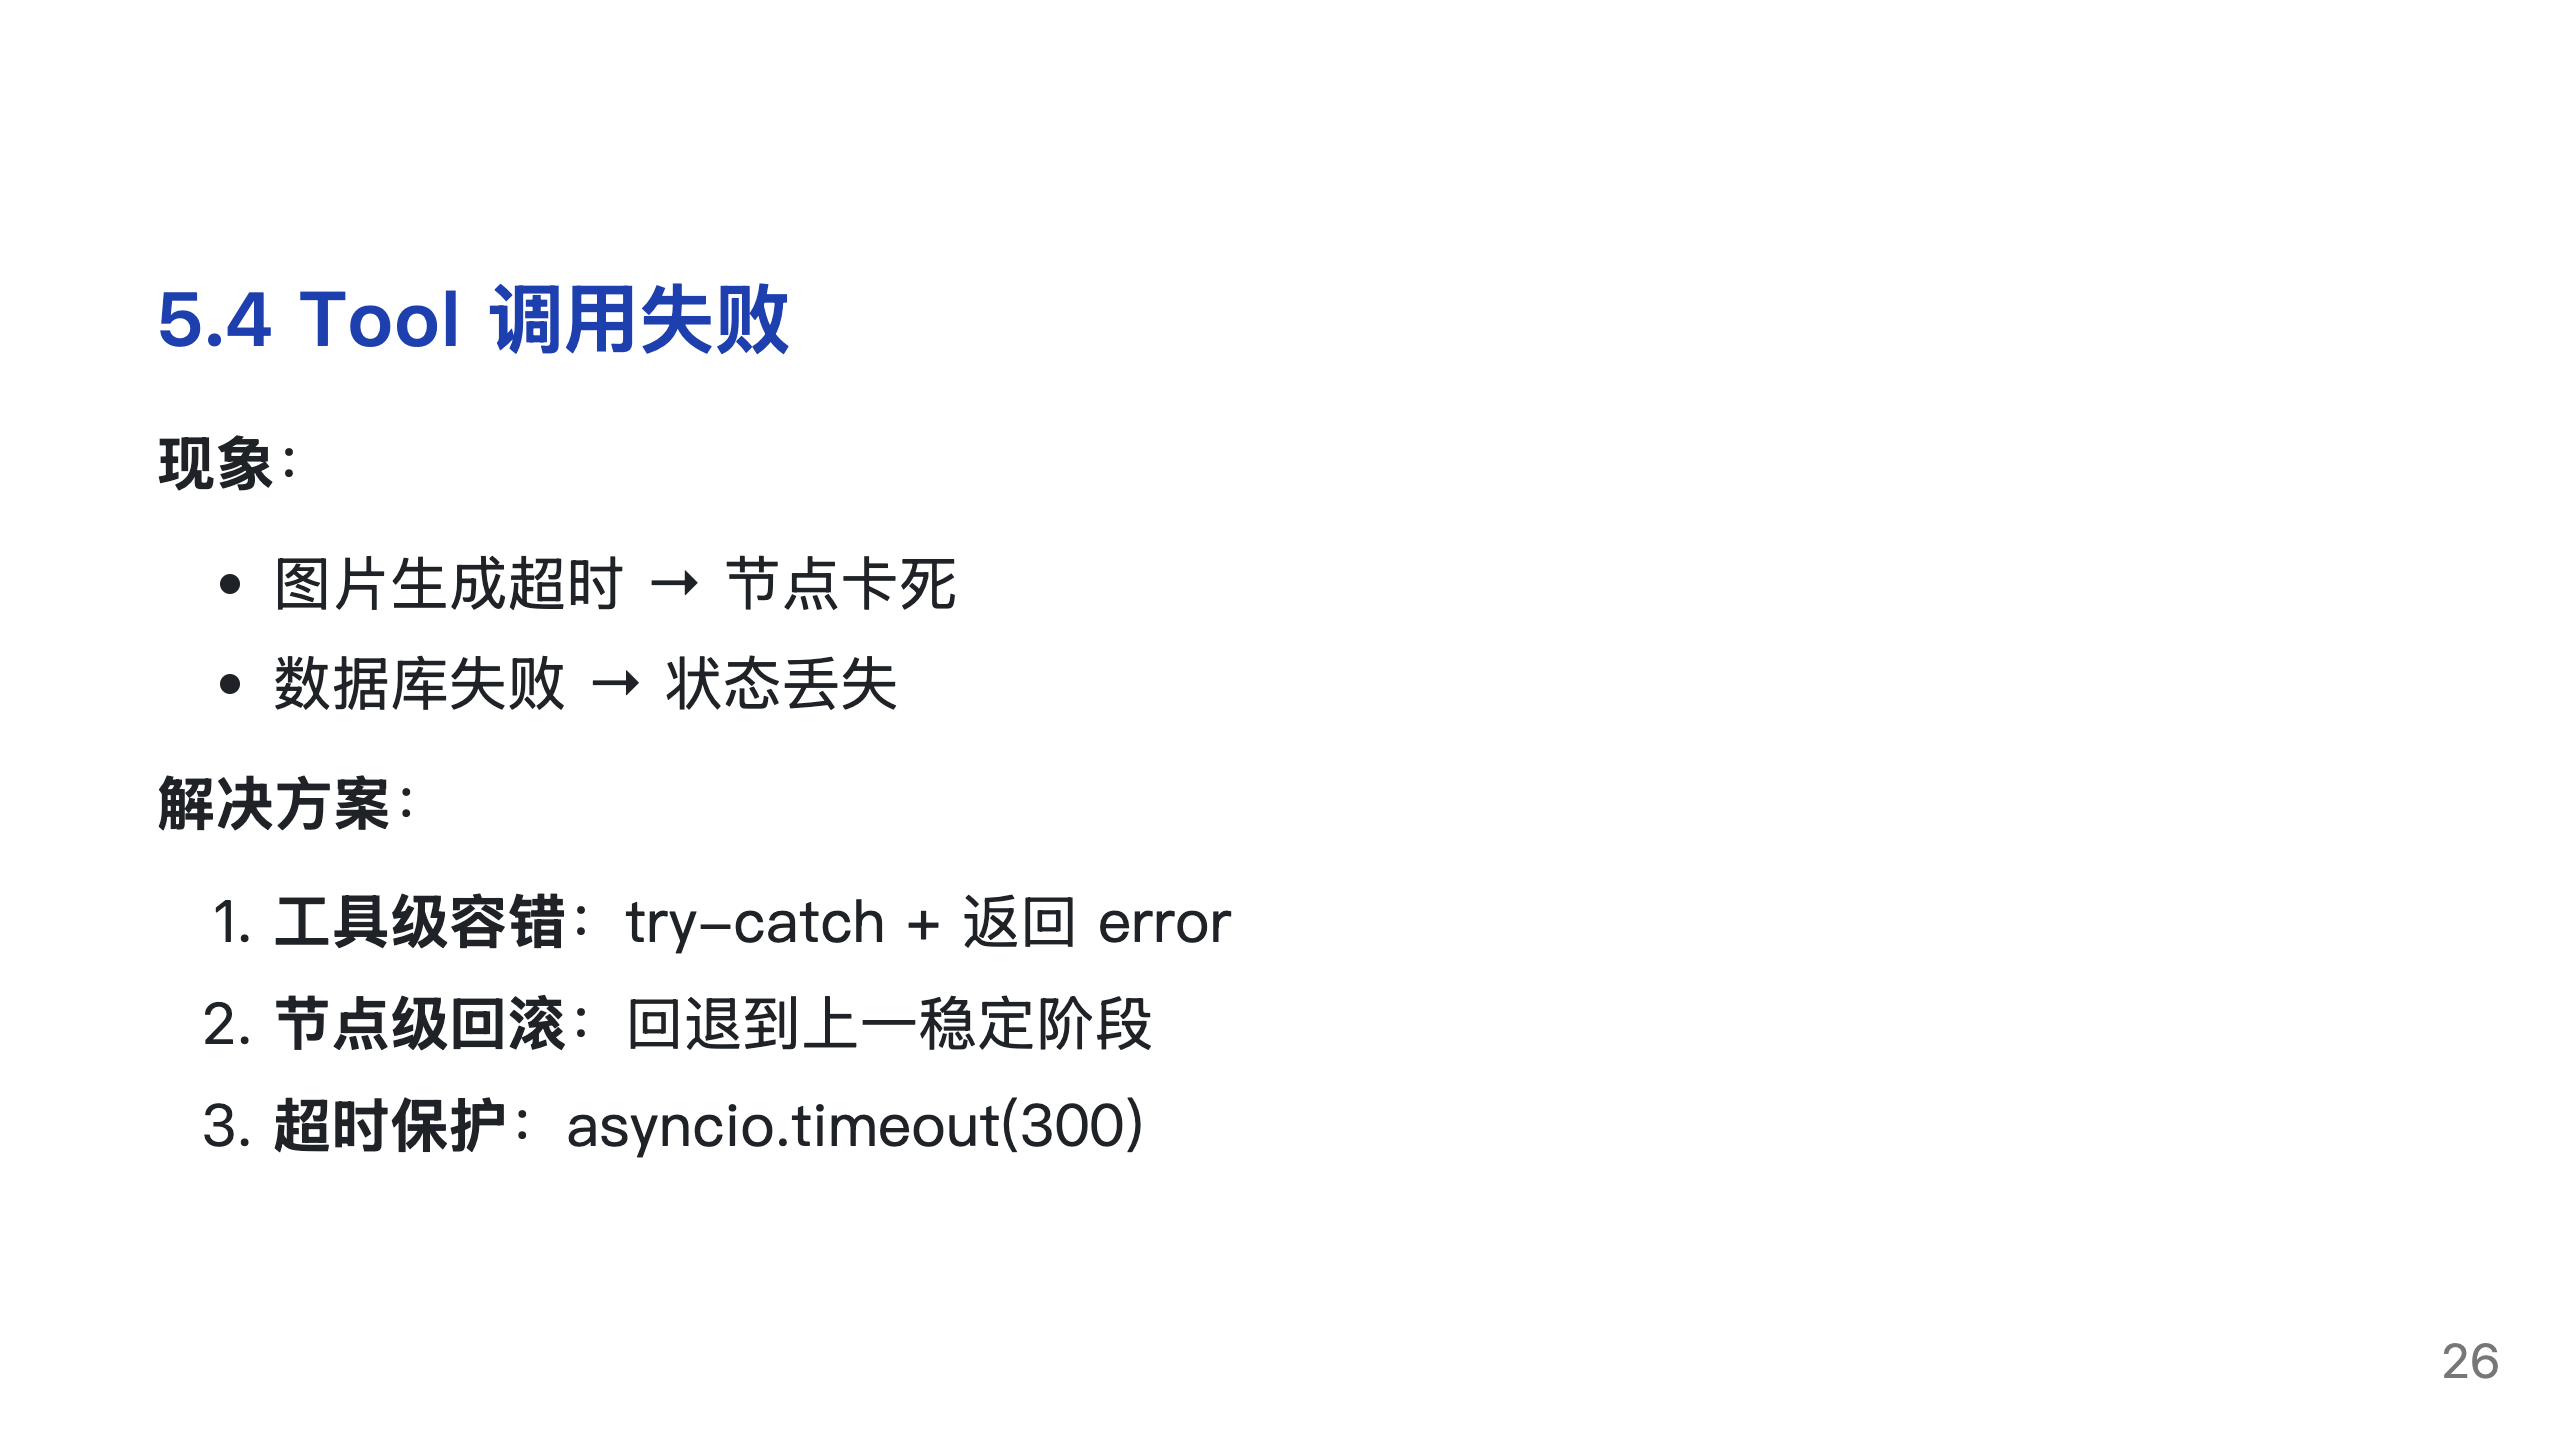 5.4 Tool 调用失败
现象：
• 图片生成超时 → 节点卡死
• 数据库失败 → 状态丢失
解决方案：
1. 工具级容错：try-catch + 返回 error
2. 节点级回滚：回退到上一稳定阶段
3. 超时保护：asyncio.timeout(300)
26